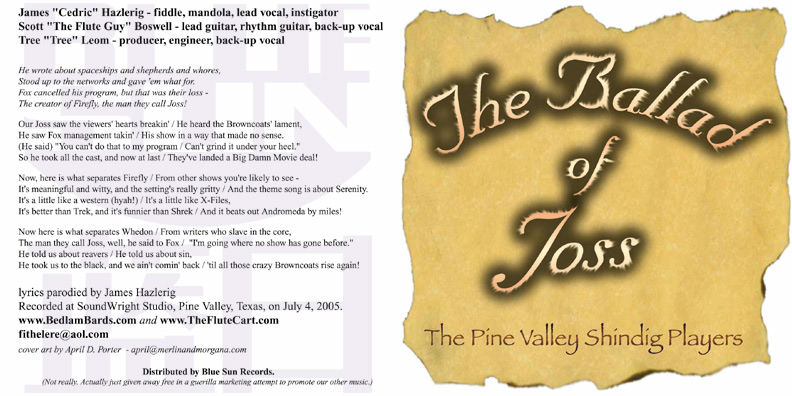 James "Cedric" Hazlerig - fiddle, mandola, lead vocal, instigator
Scott "The Flute Guy" Boswell - lead guitar, rhythm guitar, back-up vocal
Tree "Tree" Leom - producer, engineer, back-up vocal
He wrote about spaceships and shepherds and whores,
Stood up to the networks and gave 'em what for.
Fox cancelled his program, but that was their loss -
The creator of Firefly, the man they call Joss!
Our Joss saw the viewers' hearts breakin' / He heard the Browncoats' lament,
He saw Fox management takin' / His show in a way that made no sense.
(He said) "You can't do that to my program / Can't grind it under your heel."
So he took all the cast, and now at last / They've landed a Big Damn Movie deal!
Now, here is what separates Firefly / From other shows you're likely to see -
It's meaningful and witty, and the setting's really gritty / And the theme song is about Serenity.
It's a little like a western (hyah!) / It's a little like X-Files,
It's better than Trek, and it's funnier than Shrek / And it beats out Andromeda by miles!
Now here is what separates Whedon / From writers who slave in the core,
The man they call Joss, well, he said to Fox / "I'm going where no show has gone before."
He told us about reavers / He told us about sin,
He took us to the black, and we ain't comin' back / 'til all those crazy Browncoats rise again!
lyrics parodied by James Hazlerig
Recorded at SoundWright Studio, Pine Valley, Texas, on July 4, 2005.
www.BedlamBards.com and www.TheFluteCart.com
fithelere@aol.com
cover art by April D. Porter - april@merlinandmorgana.com
Distributed by Blue Sun Records.
(Not really. Actually just given away free in a guerilla marketing attempt to promote our other music.)
The Ballad
of
Joss
The Pine Valley Shindig Players